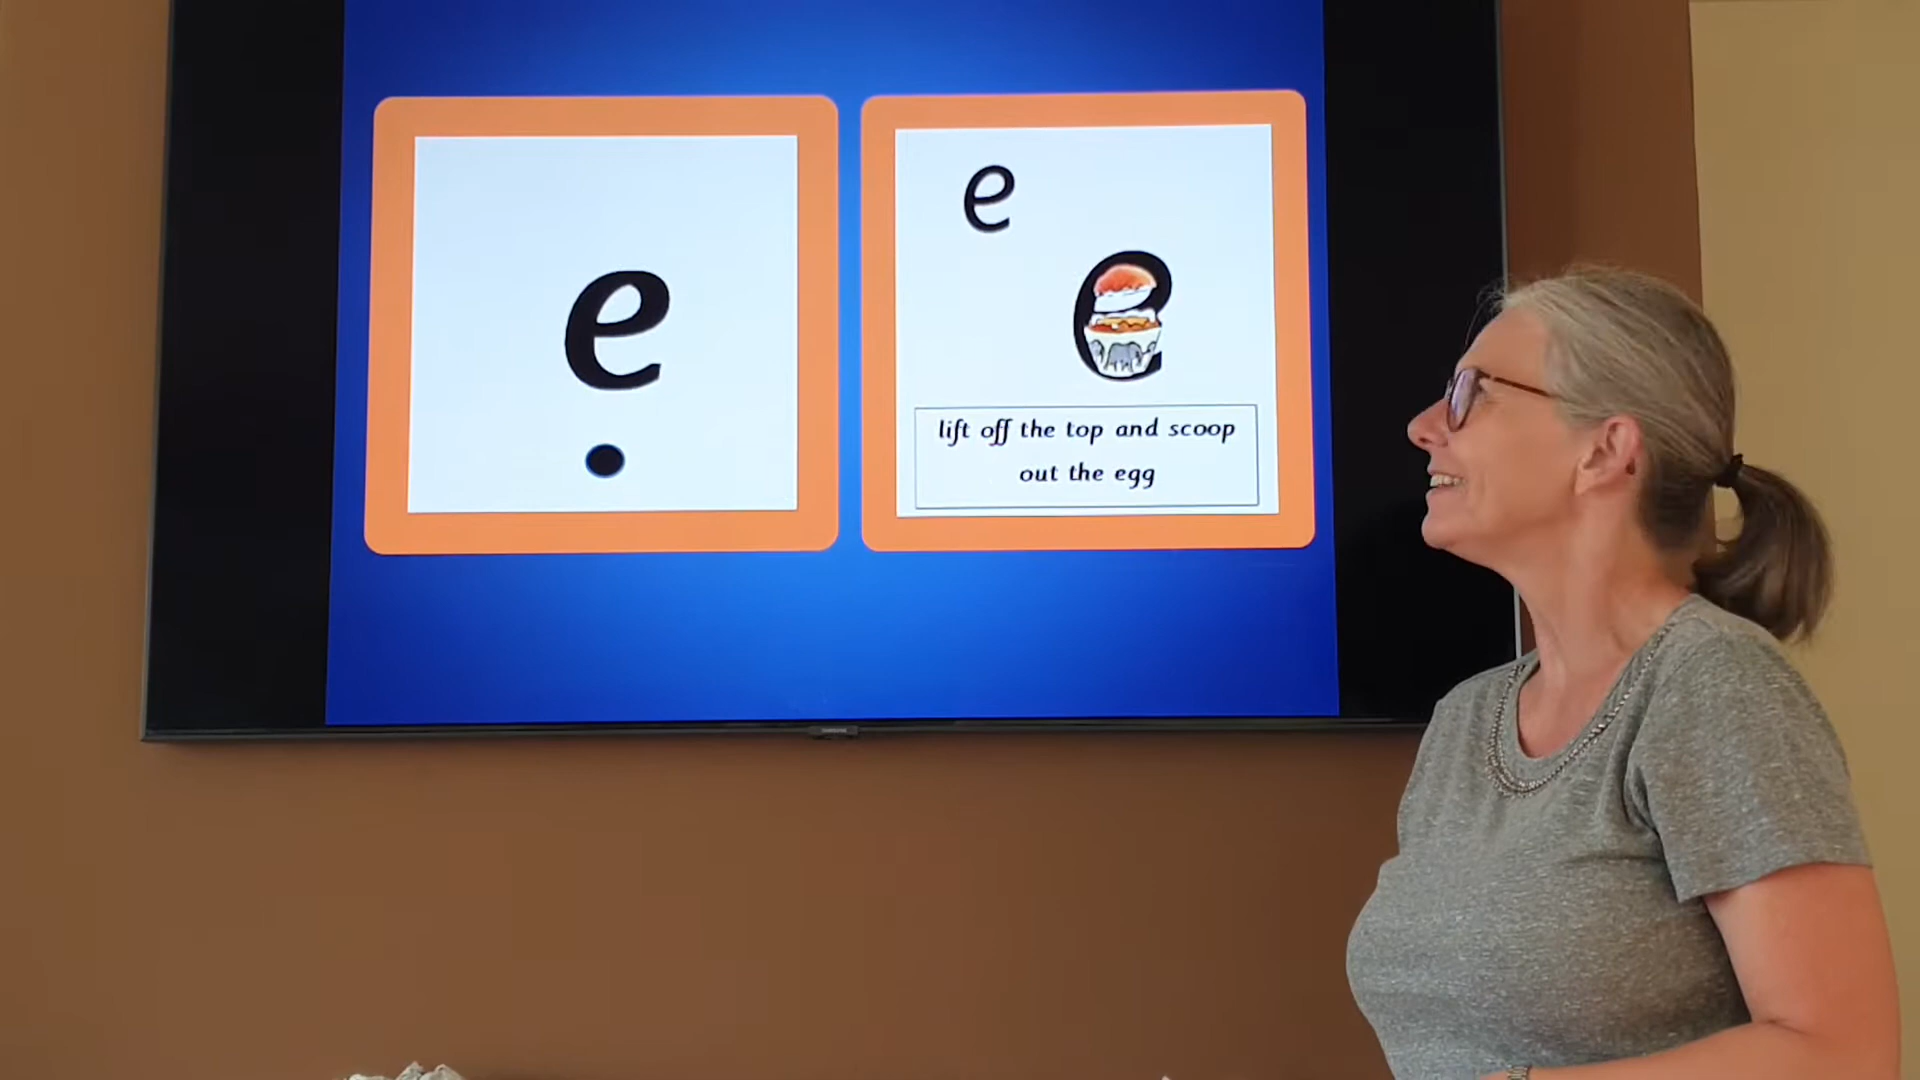 e
e
e
lift off the top and scoop
out the egg